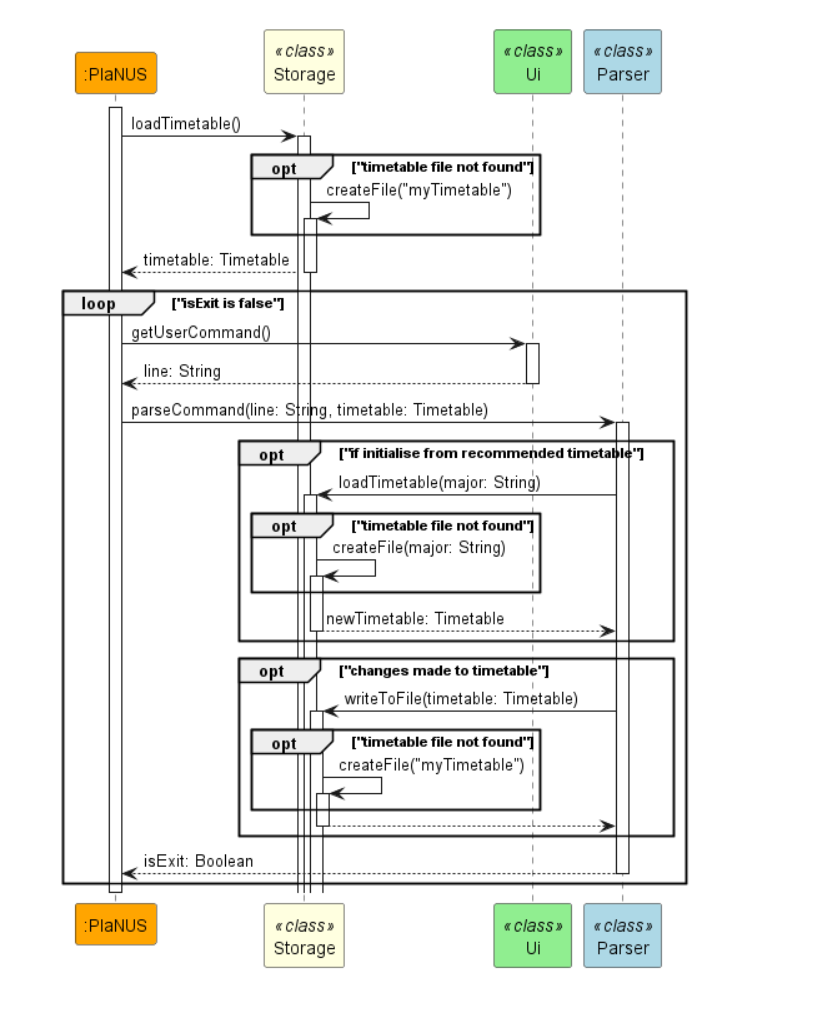 «class»
«class»
«class»
:PlaNUS
Storage
Ui
Parser
loadTimetable()
opt
["timetable file not found"]
createFile("myTimetable")
timetable: Timetable
loop
["isExit is false"]
getUserCommand()
line: String
parseCommand(line: String, timetable: Timetable)
opt
["if initialise from recommended timetable"]
loadTimetable(major: String)
opt
["timetable file not found"]
createFile(major: String)
newTimetable: Timetable
opt
["changes made to timetable"]
writeToFile(timetable: Timetable)
opt
["timetable file not found"]
createFile("myTimetable")
isExit: Boolean
:PlaNUS
«class»
Storage
«class»
Ui
«class»
Parser